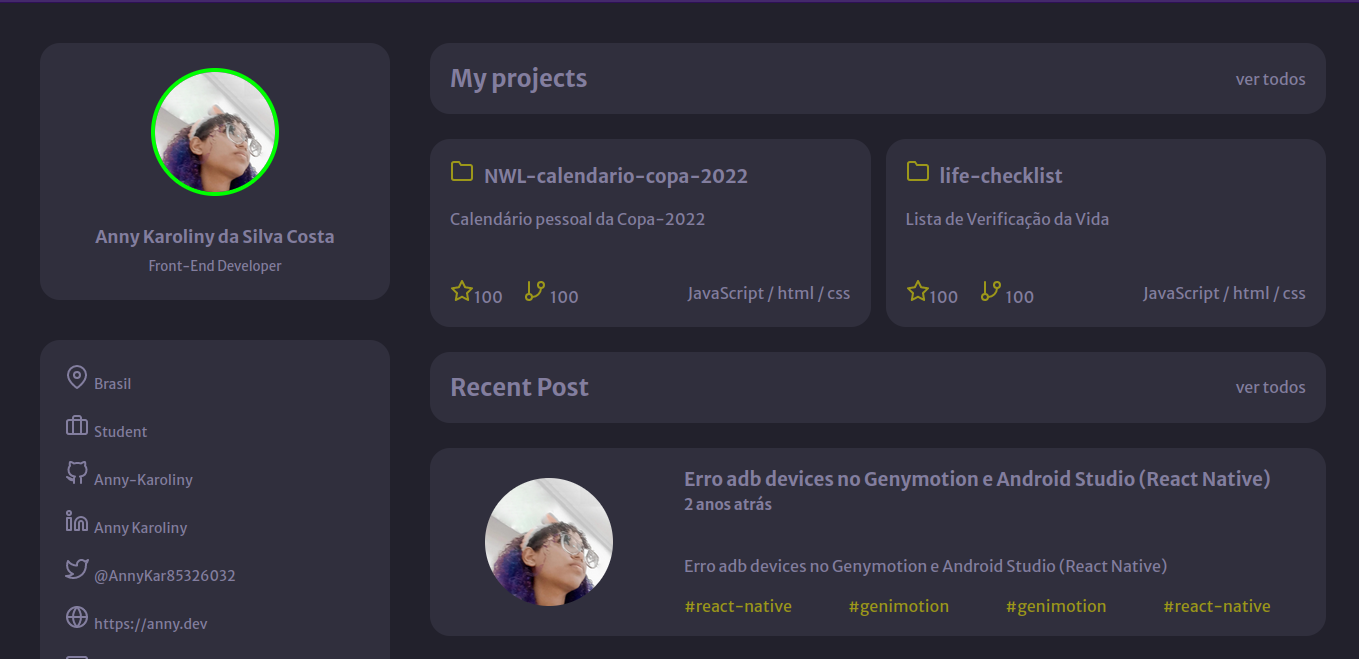 Anny Karoliny da Silva Costa
Front-End Developer
Brasil
Student
Anny-Karoliny
Anny Karoliny
@AnnyKar85326032
https://anny.dev
My projects
ver todos
NWL-calendario-copa-2022
Calendário pessoal da Copa-2022
100 100 JavaScript / html / css
life-checklist
Lista de Verificação da Vida
100 100 JavaScript / html / css
Recent Post
ver todos
Erro adb devices no Genymotion e Android Studio (React Native)
2 anos atrás
Erro adb devices no Genymotion e Android Studio (React Native)
#react-native #genimotion #genimotion #react-native